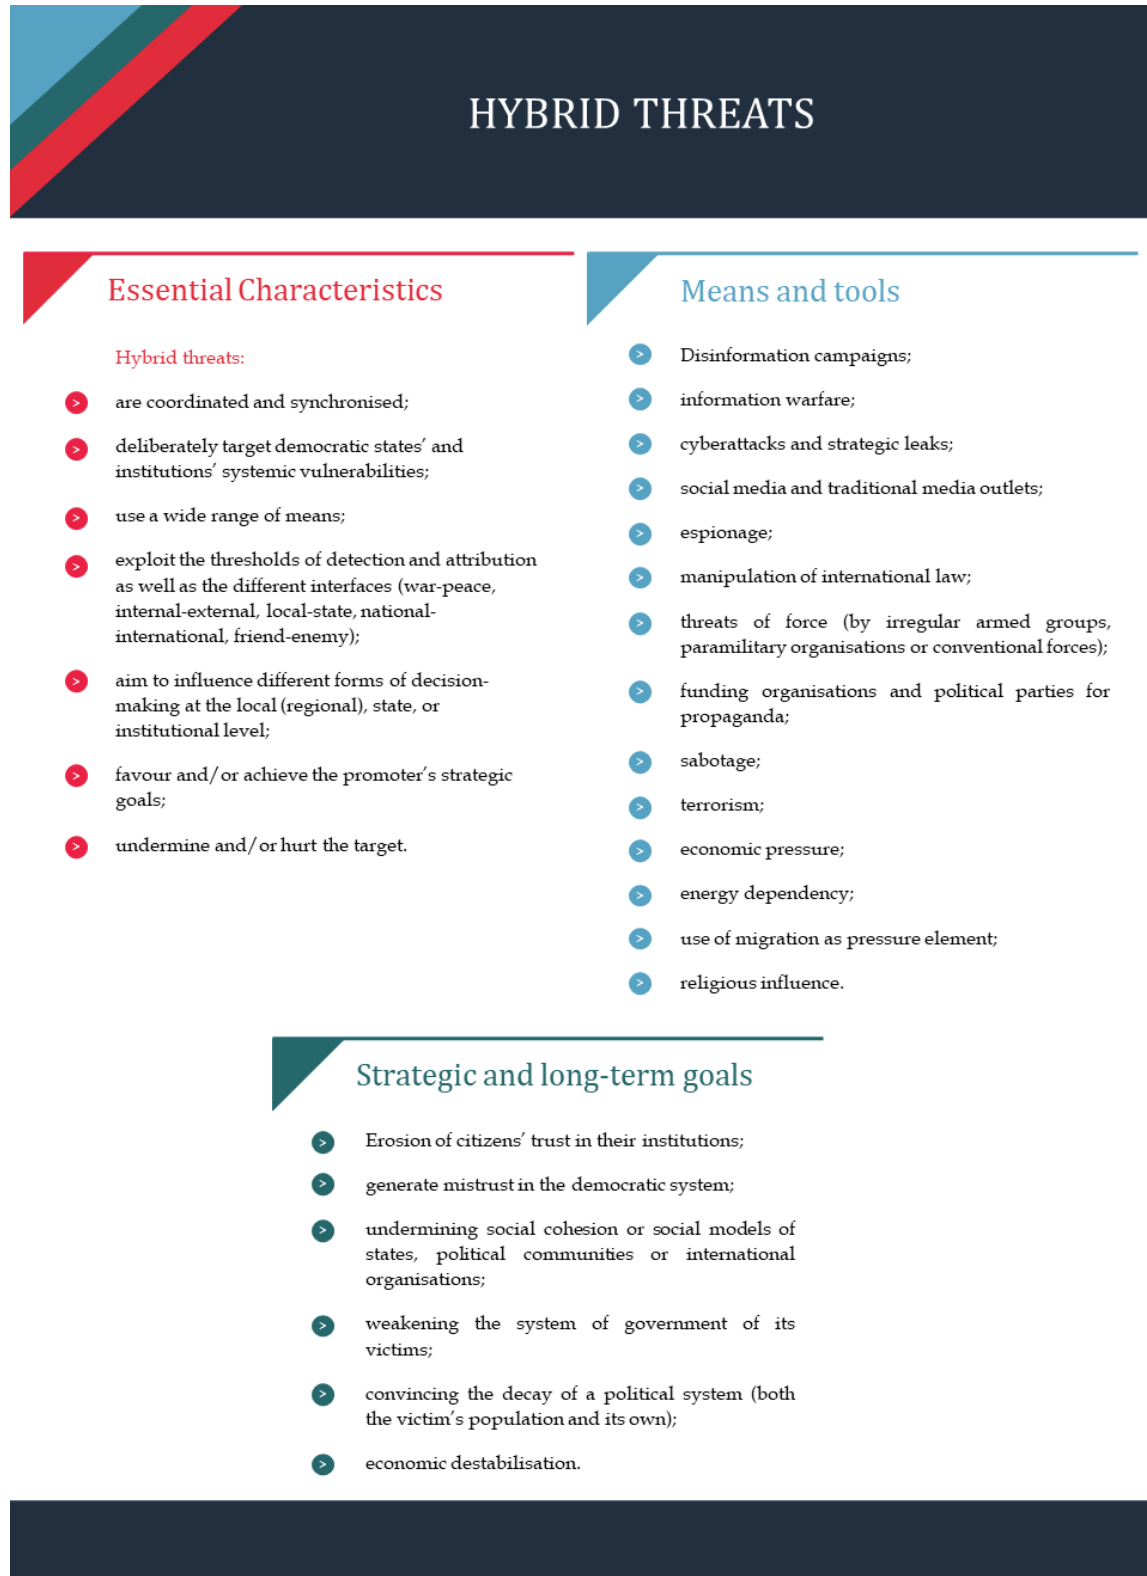 HYBRID THREATS
Essential Characteristics
Hybrid threats:
are coordinated and synchronised;
deliberately target democratic states’ and
institutions’ systemic vulnerabilities;
use a wide range of means;
exploit the thresholds of detection and attribution
as well as the different interfaces (war-peace,
internal-external, local-state, national-
international, friend-enemy);
aim to influence different forms of decision-
making at the local (regional), state, or
institutional level;
favour and/or achieve the promoter’s strategic
goals;
undermine and/or hurt the target.
Means and tools
Disinformation campaigns;
information warfare;
cyberattacks and strategic leaks;
social media and traditional media outlets;
espionage;
manipulation of international law;
threats of force (by irregular armed groups,
paramilitary organisations or conventional forces);
funding organisations and political parties for
propaganda;
sabotage;
terrorism;
economic pressure;
energy dependency;
use of migration as pressure element;
religious influence.
Strategic and long-term goals
Erosion of citizens’ trust in their institutions;
generate mistrust in the democratic system;
undermining social cohesion or social models of
states, political communities or international
organisations;
weakening the system of government of its
victims;
convincing the decay of a political system (both
the victim’s population and its own);
economic destabilisation.